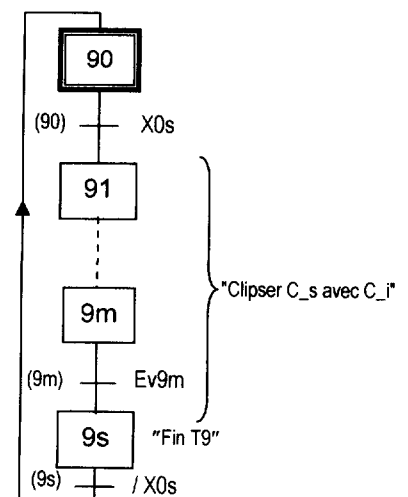 90
(90) X0s
91
"Clipser C_s avec C_i"
9m
(9m) Ev9m
9s "Fin T9"
(9s) / X0s